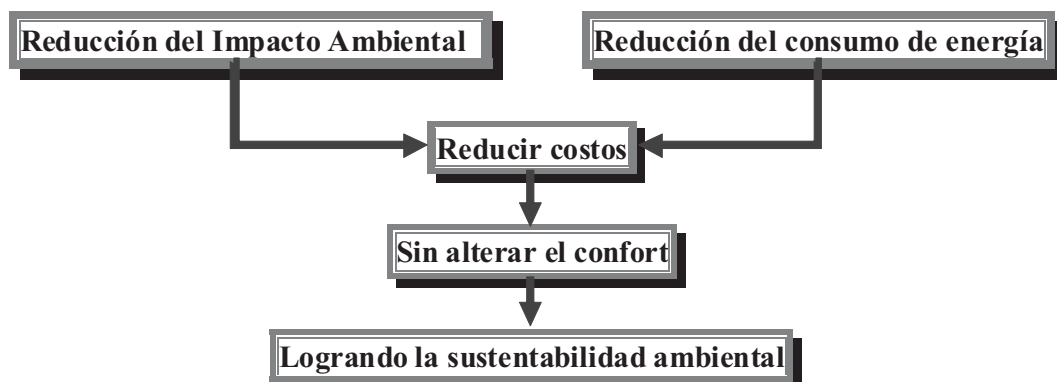 Reducción del Impacto Ambiental
Reducción del consumo de energía
Reducir costos
Sin alterar el confort
Logrando la sustentabilidad ambiental